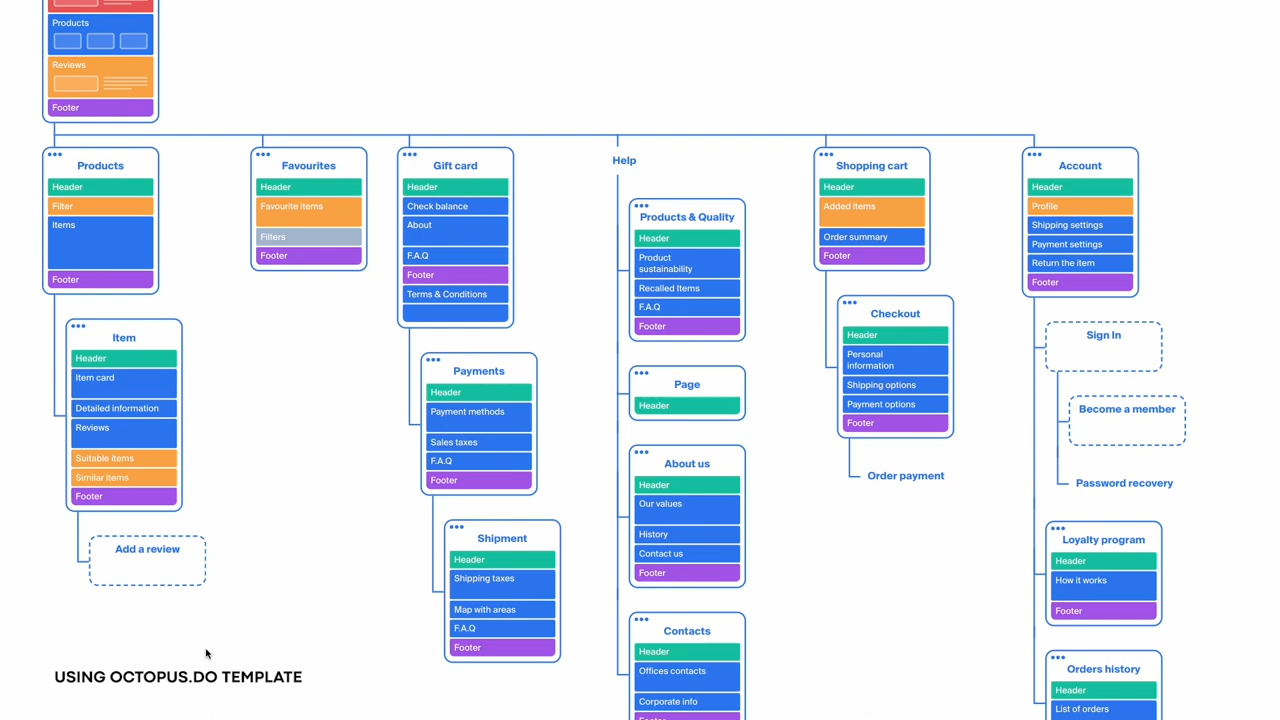 Products
Reviews
Footer
Products
Header
Filter
Items
Footer
Item
Header
Item card
Detailed information
Reviews
Suitable items
Similar items
Footer
Add a review
Favourites
Header
Favourite items
Filters
Footer
Gift card
Header
Check balance
About
F.A.Q
Footer
Terms & Conditions
Payments
Header
Payment methods
Sales taxes
F.A.Q
Footer
Shipment
Header
Shipping taxes
Map with areas
F.A.Q
Footer
Help
Products & Quality
Header
Product
sustainability
Recalled Items
F.A.Q
Footer
Page
Header
About us
Header
Our values
History
Contact us
Footer
Contacts
Header
Offices contacts
Corporate info
Footer
Shopping cart
Header
Added items
Order summary
Footer
Checkout
Header
Personal
information
Shipping options
Payment options
Footer
Order payment
Account
Header
Profile
Shipping settings
Payment settings
Return the item
Footer
Sign In
Become a member
Password recovery
Loyalty program
Header
How it works
Footer
Orders history
Header
List of orders
USING OCTOPUS.DO TEMPLATE